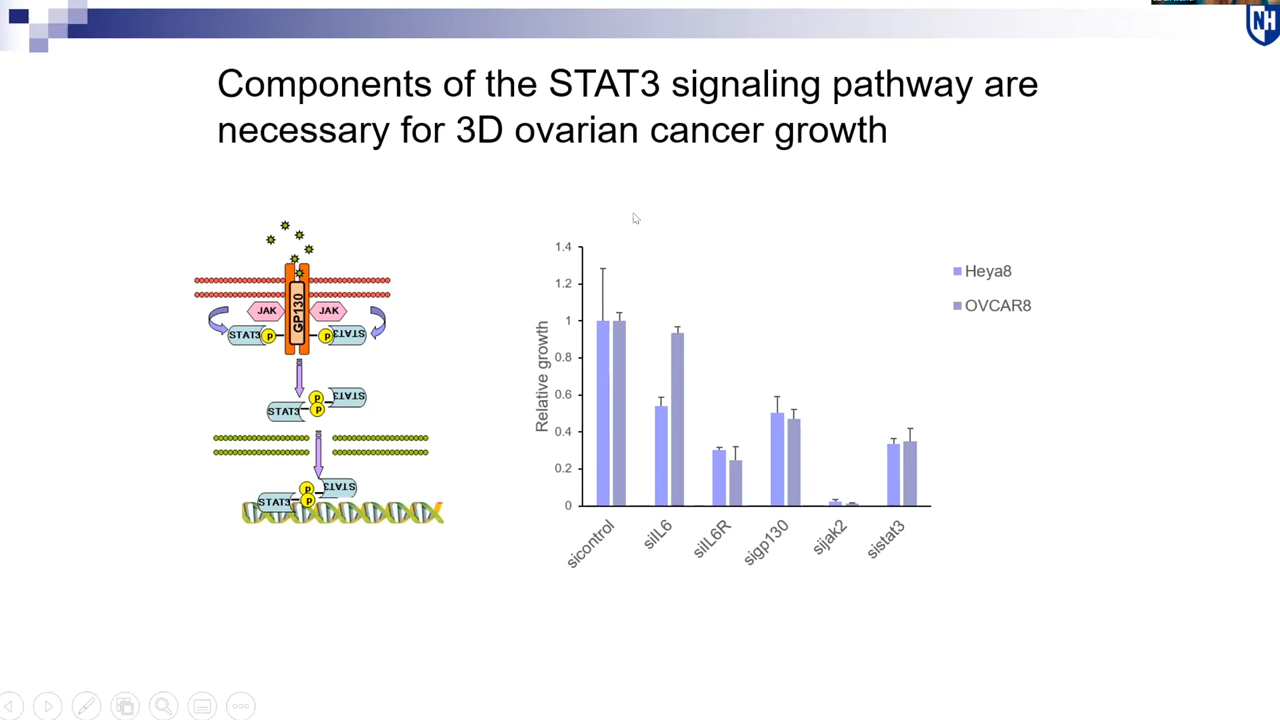 NH
Components of the STAT3 signaling pathway are
necessary for 3D ovarian cancer growth
GP130
JAK
JAK
STAT3
P
P
STAT3
P
STAT3
STAT3
P
P
STAT3
STAT3
P
Relative growth
1.4
1.2
1
0.8
0.6
0.4
0.2
0
sicontrol
siIL6
siIL6R
sigp130
sijak2
sistat3
Heya8
OVCAR8